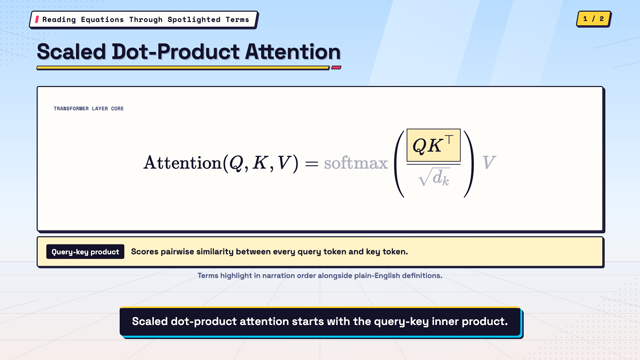 Reading Equations Through Spotlighted Terms
1 / 2
Scaled Dot-Product Attention
TRANSFORMER LAYER CORE
Attention(Q, K, V) = softmax(QK⊤ / √dk) V
Query-key product Scores pairwise similarity between every query token and key token.
Terms highlight in narration order alongside plain-English definitions.
Scaled dot-product attention starts with the query-key inner product.